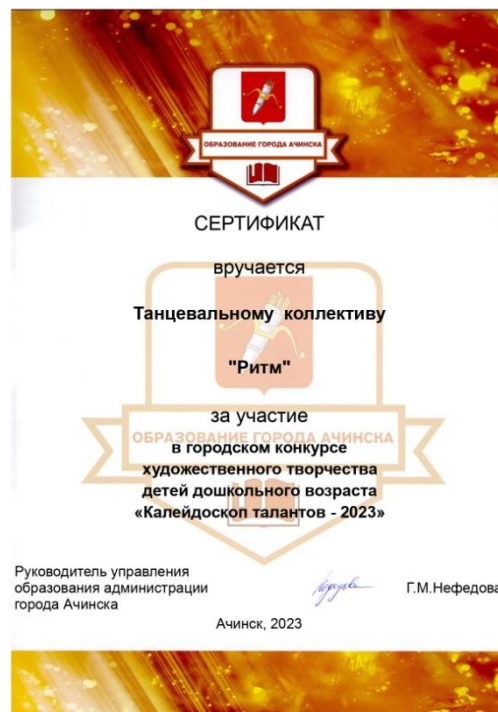 ОБРАЗОВАНИЕ ГОРОДА АЧИНСКА
СЕРТИФИКАТ
вручается
Танцевальному коллективу
"Ритм"
за участие
ОБРАЗОВАНИЕ ГОРОДА АЧИНСКА
в городском конкурсе
художественного творчества
детей дошкольного возраста
«Калейдоскоп талантов - 2023»
Руководитель управления
образования администрации
города Ачинска
Г.М.Нефедова
Ачинск, 2023